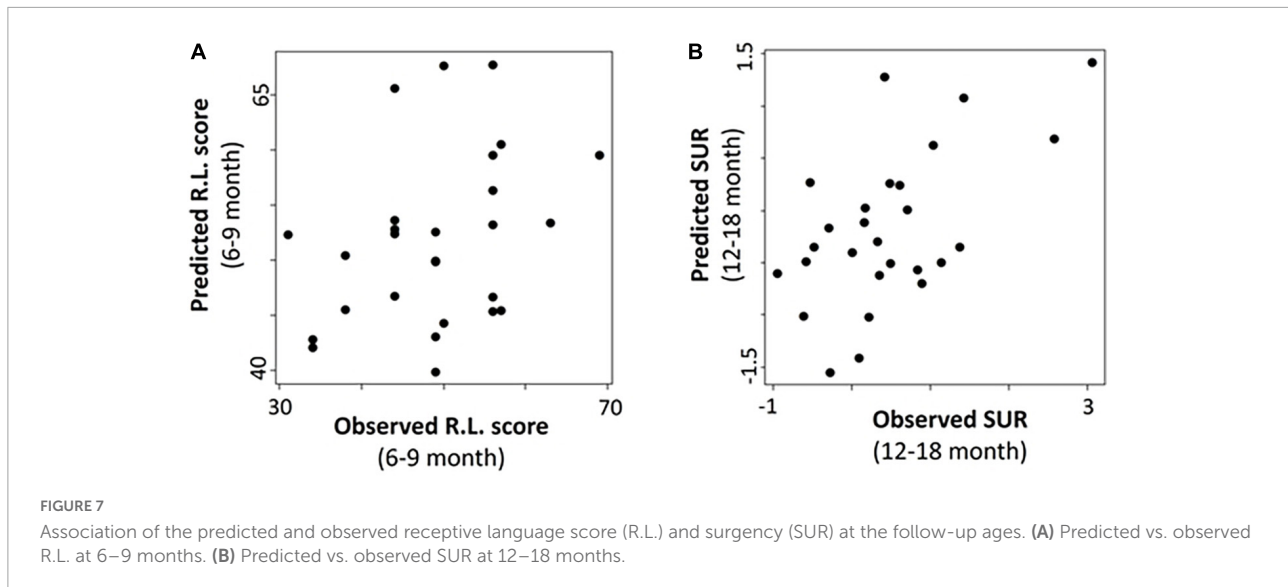 A
Predicted R.L. score
(6-9 month)
65
40
30
70
Observed R.L. score
(6-9 month)
B
Predicted SUR
(12-18 month)
1.5
-1.5
-1
3
Observed SUR
(12-18 month)
FIGURE 7
Association of the predicted and observed receptive language score (R.L.) and surgency (SUR) at the follow-up ages. (A) Predicted vs. observed
R.L. at 6–9 months. (B) Predicted vs. observed SUR at 12–18 months.